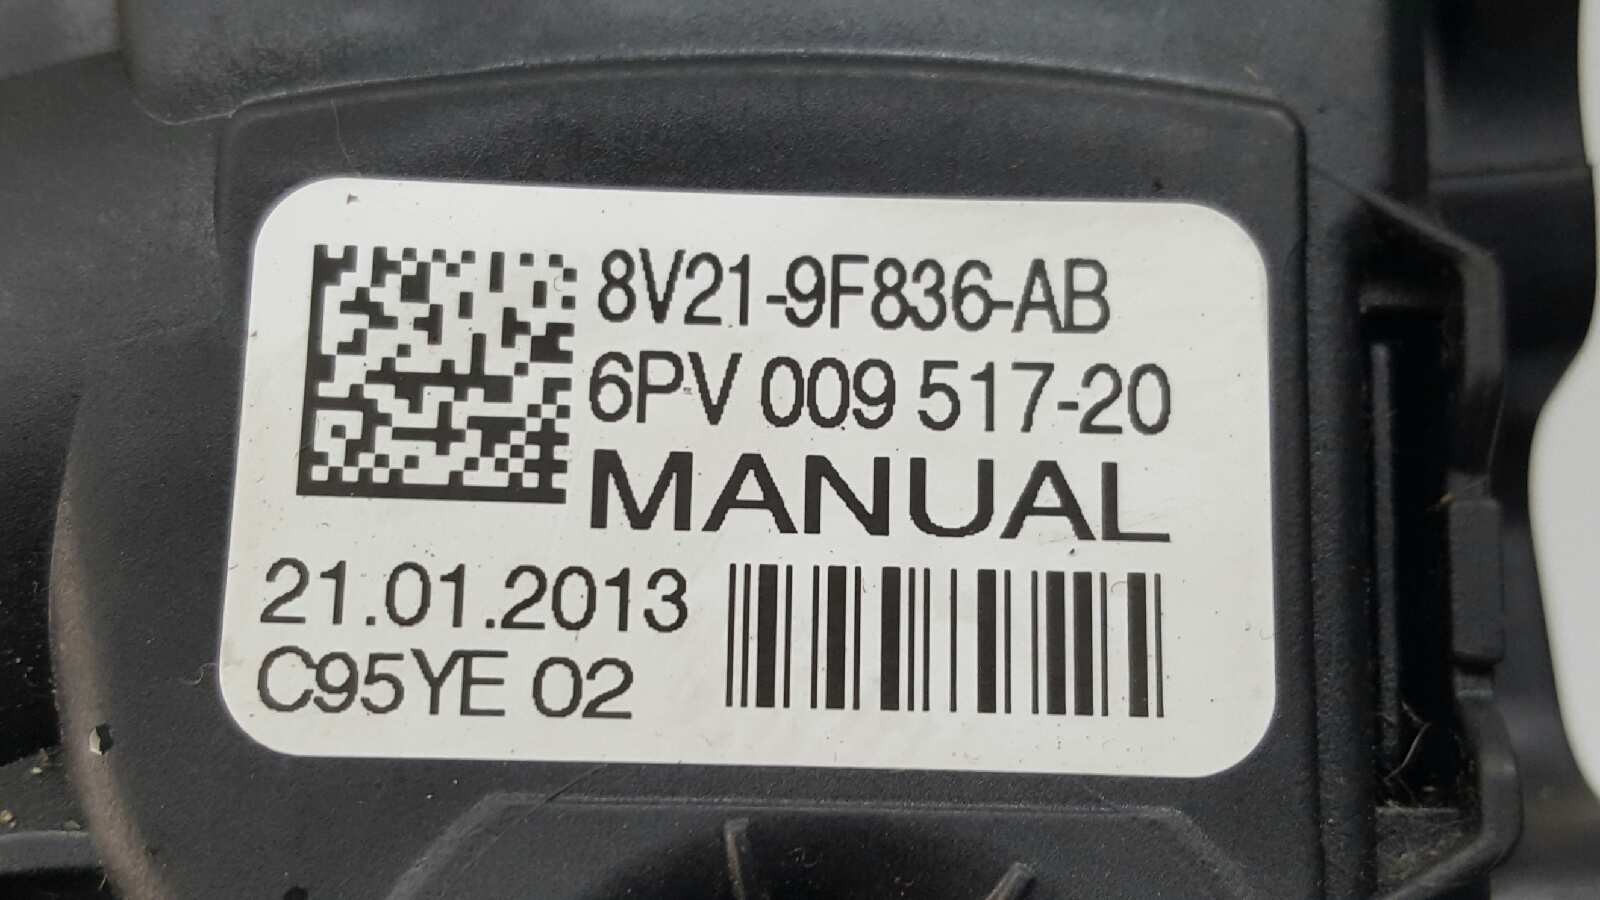 8V21-9F836-AB
6PV 009 517-20
MANUAL
21.01.2013
C95YE 02